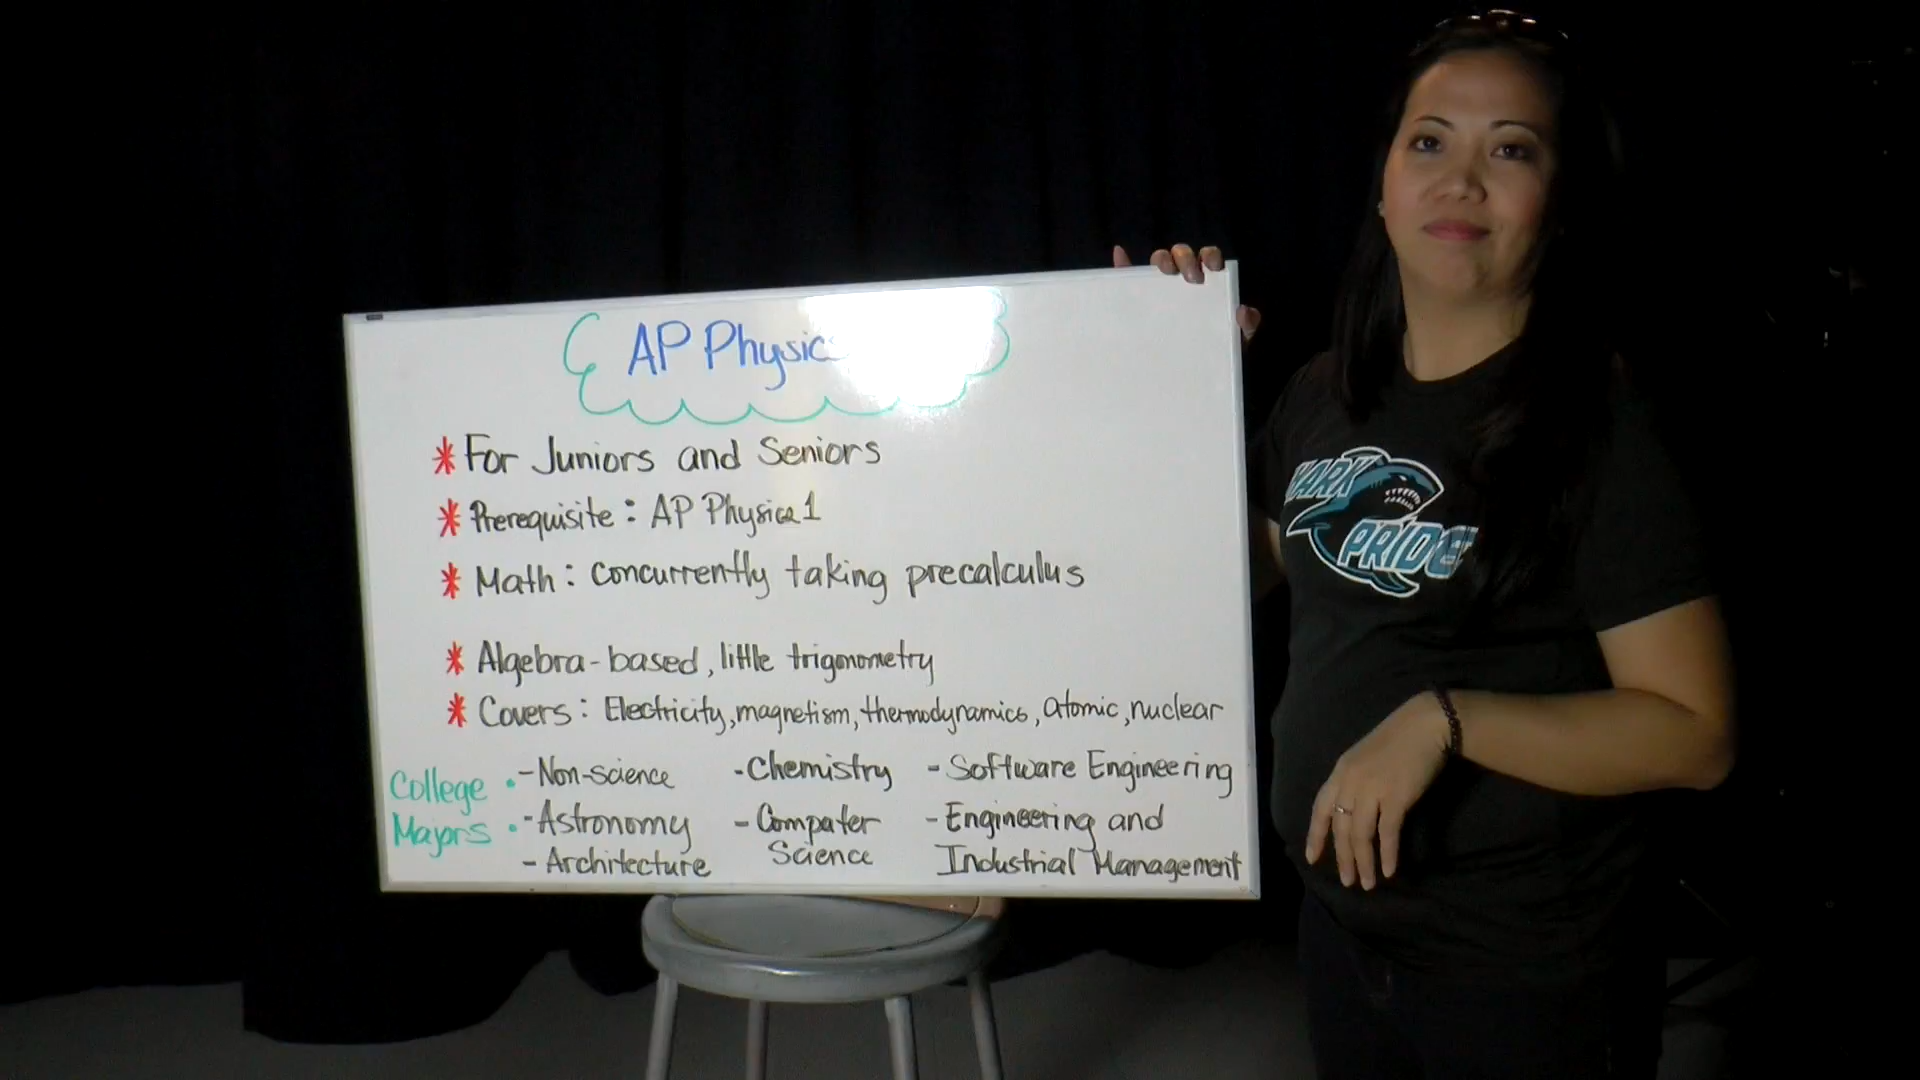 AP Physics
* For Juniors and Seniors
* Prerequisite: AP Physics 1
* Math: concurrently taking precalculus
* Algebra-based, little trigonometry
* Covers: Electricity, magnetism, thermodynamics, atomic, nuclear
College Majors
- Non-science
- Astronomy
- Architecture
- Chemistry
- Computer Science
- Software Engineering
- Engineering and
Industrial Management
PRIDE